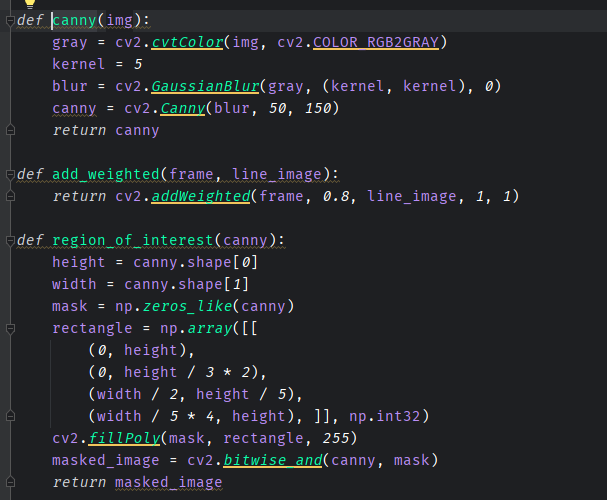 def canny(img):
    gray = cv2.cvtColor(img, cv2.COLOR_RGB2GRAY)
    kernel = 5
    blur = cv2.GaussianBlur(gray, (kernel, kernel), 0)
    canny = cv2.Canny(blur, 50, 150)
    return canny

def add_weighted(frame, line_image):
    return cv2.addWeighted(frame, 0.8, line_image, 1, 1)

def region_of_interest(canny):
    height = canny.shape[0]
    width = canny.shape[1]
    mask = np.zeros_like(canny)
    rectangle = np.array([[
        (0, height),
        (0, height / 3 * 2),
        (width / 2, height / 5),
        (width / 5 * 4, height), ]], np.int32)
    cv2.fillPoly(mask, rectangle, 255)
    masked_image = cv2.bitwise_and(canny, mask)
    return masked_image